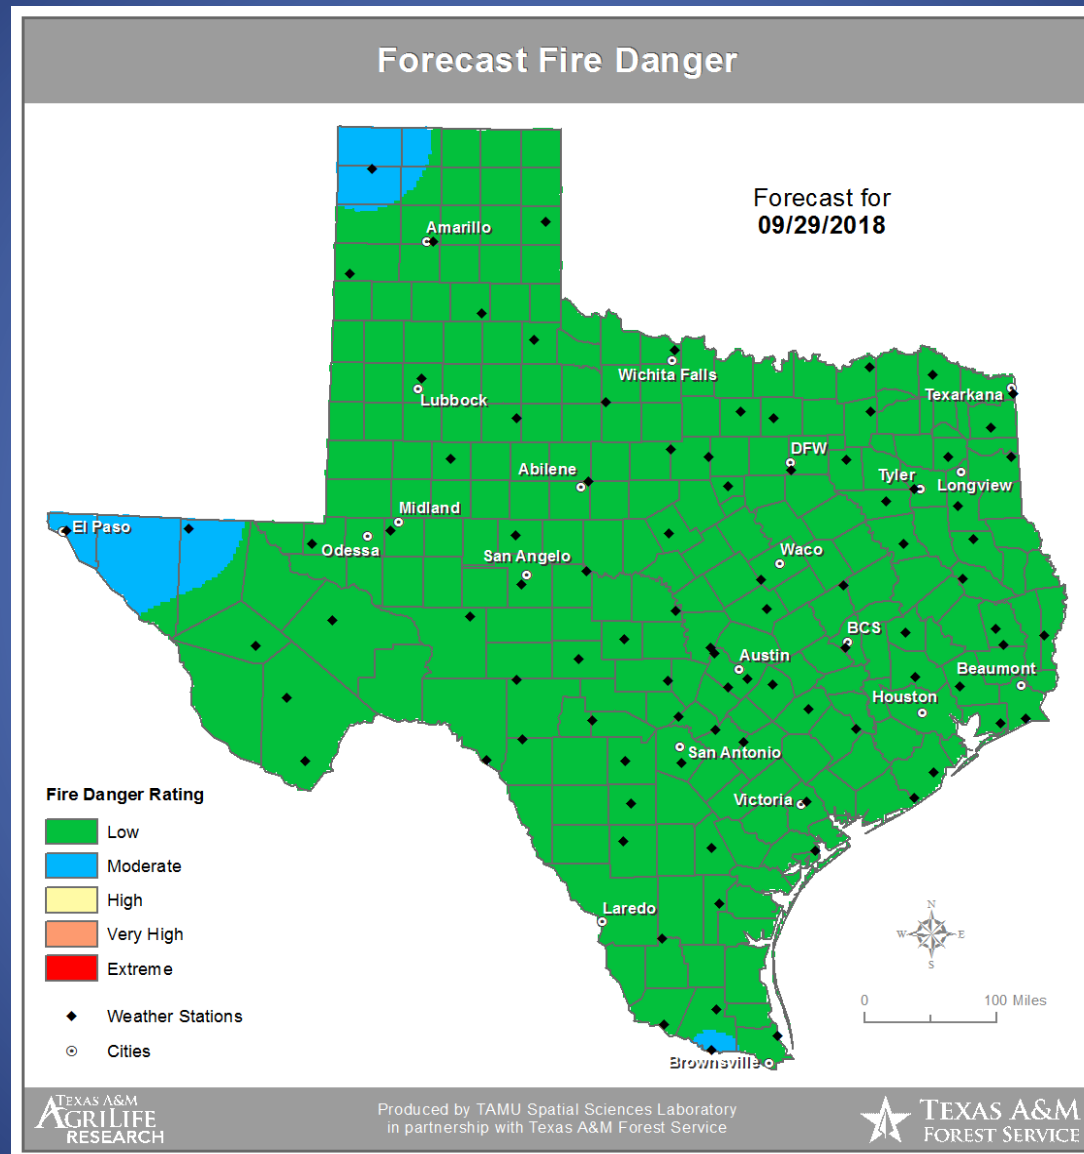 Forecast Fire Danger
Forecast for
09/29/2018
Amarillo
Wichita Falls
Lubbock
Texarkana
DFW
Abilene
Tyler
Longview
Midland
El Paso
Odessa
San Angelo
Waco
BCS
Austin
Beaumont
Houston
San Antonio
Victoria
Laredo
Brownsville
Fire Danger Rating
Low
Moderate
High
Very High
Extreme
Weather Stations
Cities
N
W E
S
0 100 Miles
TEXAS A&M
AGRILIFE
RESEARCH
Produced by TAMU Spatial Sciences Laboratory
in partnership with Texas A&M Forest Service
TEXAS A&M
FOREST SERVICE